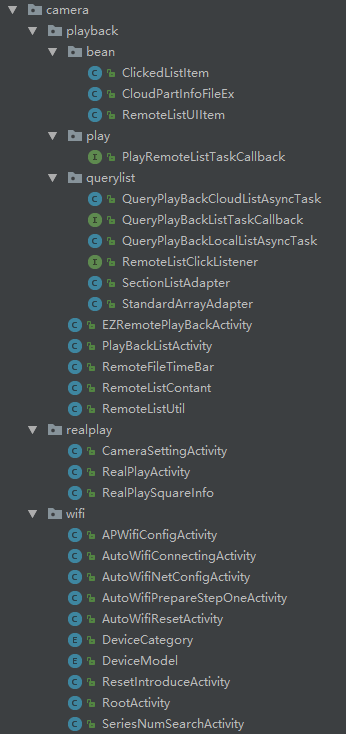 camera
playback
bean
ClickedListItem
CloudPartInfoFileEx
RemoteListUIItem
play
PlayRemoteListTaskCallback
querylist
QueryPlayBackCloudListAsyncTask
QueryPlayBackListTaskCallback
QueryPlayBackLocalListAsyncTask
RemoteListClickListener
SectionListAdapter
StandardArrayAdapter
EZRemotePlayBackActivity
PlayBackListActivity
RemoteFileTimeBar
RemoteListContant
RemoteListUtil
realplay
CameraSettingActivity
RealPlayActivity
RealPlaySquareInfo
wifi
APWifiConfigActivity
AutoWifiConnectingActivity
AutoWifiNetConfigActivity
AutoWifiPrepareStepOneActivity
AutoWifiResetActivity
DeviceCategory
DeviceModel
ResetIntroduceActivity
RootActivity
SeriesNumSearchActivity